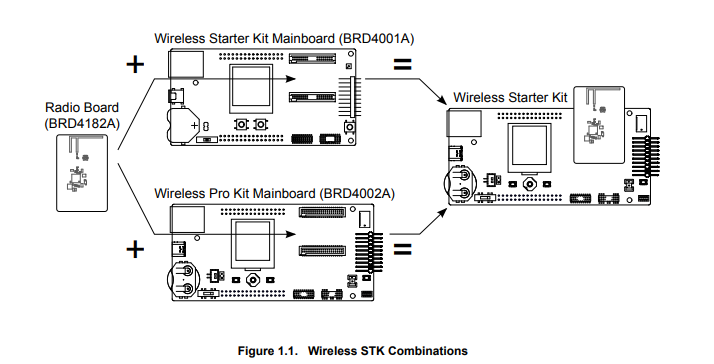 Wireless Starter Kit Mainboard (BRD4001A)
+
=
Radio Board
(BRD4182A)
Wireless Starter Kit
Wireless Pro Kit Mainboard (BRD4002A)
+
=
Figure 1.1. Wireless STK Combinations